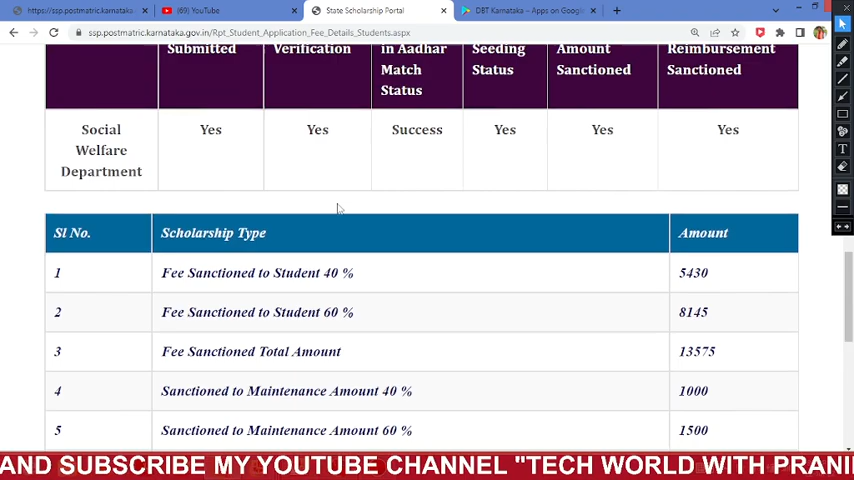 https://ssp.postmatric.karnataka
(69) YouTube
State Scholarship Portal
DBT Karnataka – Apps on Google
ssp.postmatric.karnataka.gov.in/Rpt_Student_Application_Fee_Details_Students.aspx
Submitted Verification in Aadhar Match Status Seeding Status Amount Sanctioned Reimbursement Sanctioned
Social Welfare Department Yes Yes Success Yes Yes Yes
Sl No. Scholarship Type Amount
1 Fee Sanctioned to Student 40 % 5430
2 Fee Sanctioned to Student 60 % 8145
3 Fee Sanctioned Total Amount 13575
4 Sanctioned to Maintenance Amount 40 % 1000
5 Sanctioned to Maintenance Amount 60 % 1500
AND SUBSCRIBE MY YOUTUBE CHANNEL "TECH WORLD WITH PRANI